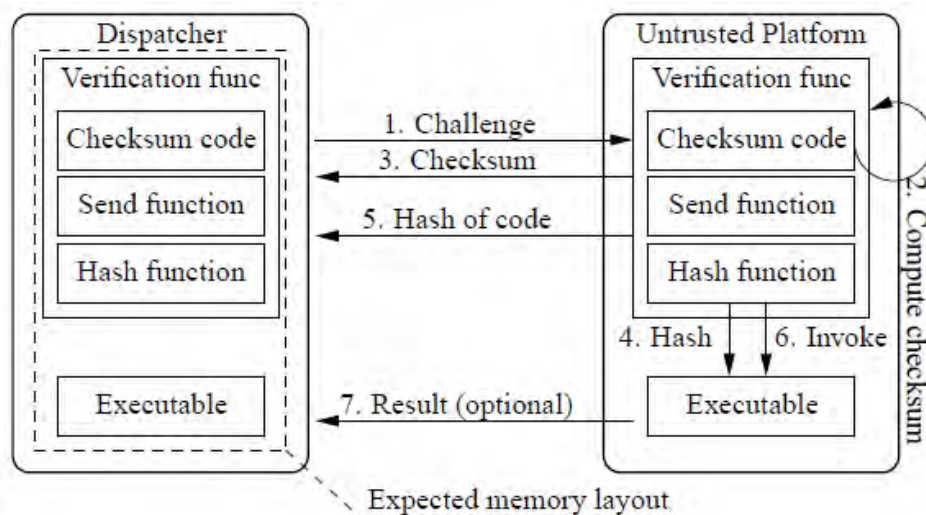 Dispatcher
Verification func
Checksum code
Send function
Hash function
Executable
1. Challenge
3. Checksum
5. Hash of code
7. Result (optional)
Untrusted Platform
Verification func
Checksum code
Send function
Hash function
2. Compute checksum
4. Hash
6. Invoke
Executable
Expected memory layout